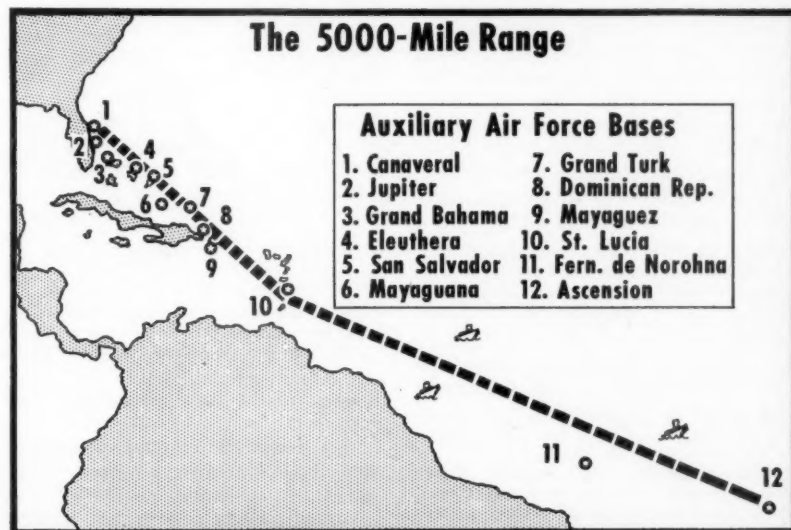 The 5000-Mile Range
Auxiliary Air Force Bases
1. Canaveral 7. Grand Turk
2. Jupiter 8. Dominican Rep.
3. Grand Bahama 9. Mayaguez
4. Eleuthera 10. St. Lucia
5. San Salvador 11. Fern. de Norohna
6. Mayaguana 12. Ascension
1
2
3
4
5
6
7
8
9
10
11
12